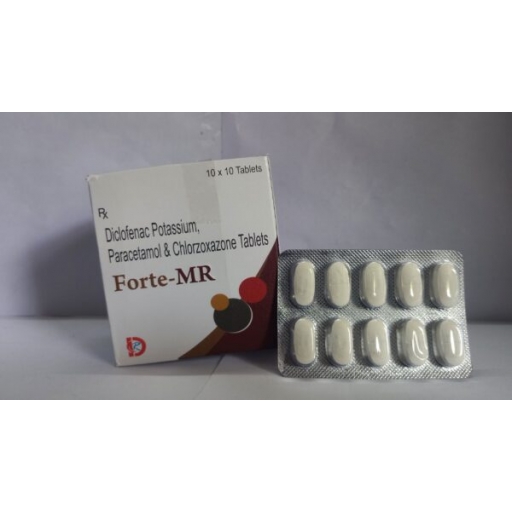 10 x 10 Tablets
Rx
Diclofenac Potassium,
Paracetamol & Chlorzoxazone Tablets
Forte-MR